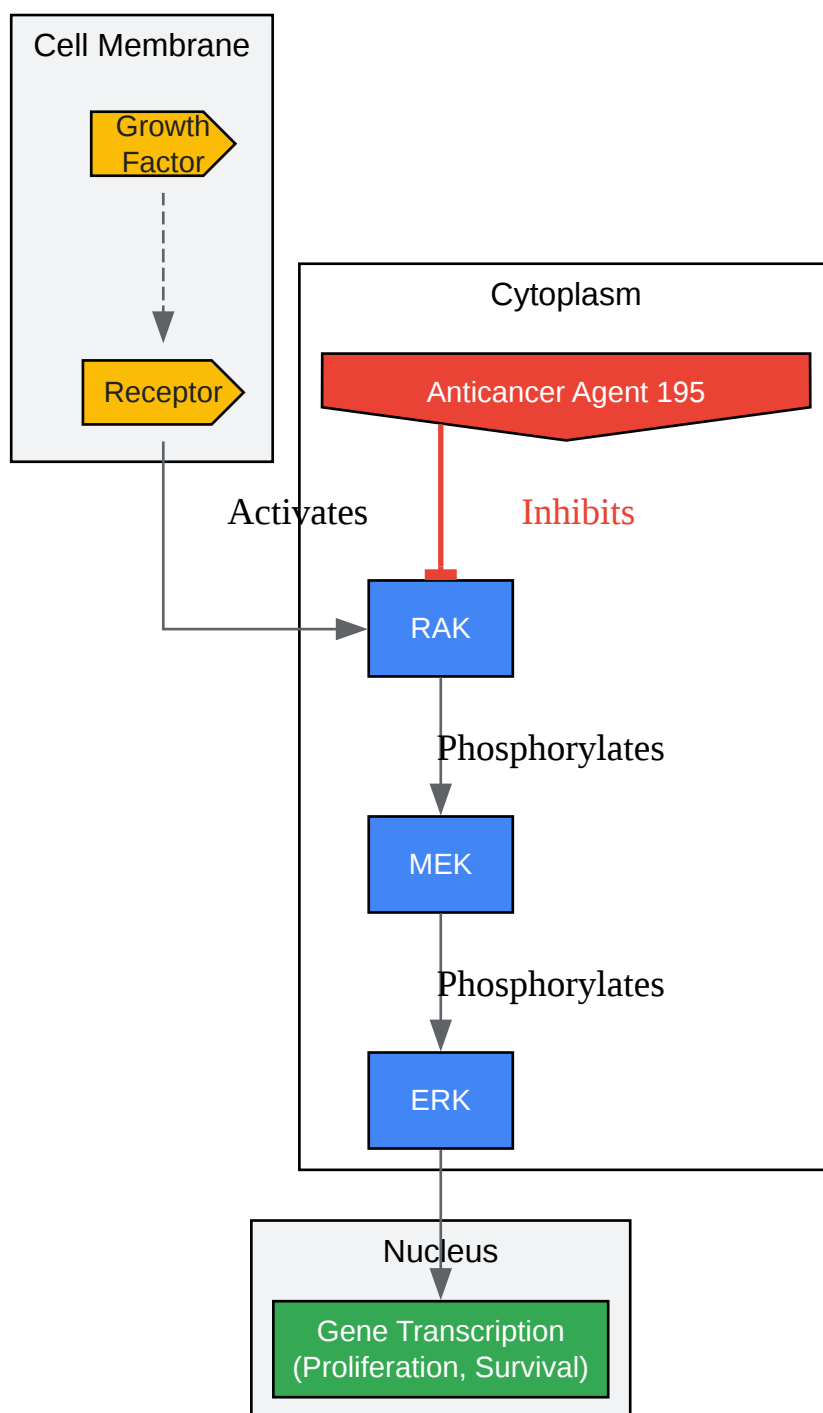 Cell Membrane
Growth
Factor
Receptor
Cytoplasm
Anticancer Agent 195
Activates
Inhibits
RAK
Phosphorylates
MEK
Phosphorylates
ERK
Nucleus
Gene Transcription
(Proliferation, Survival)